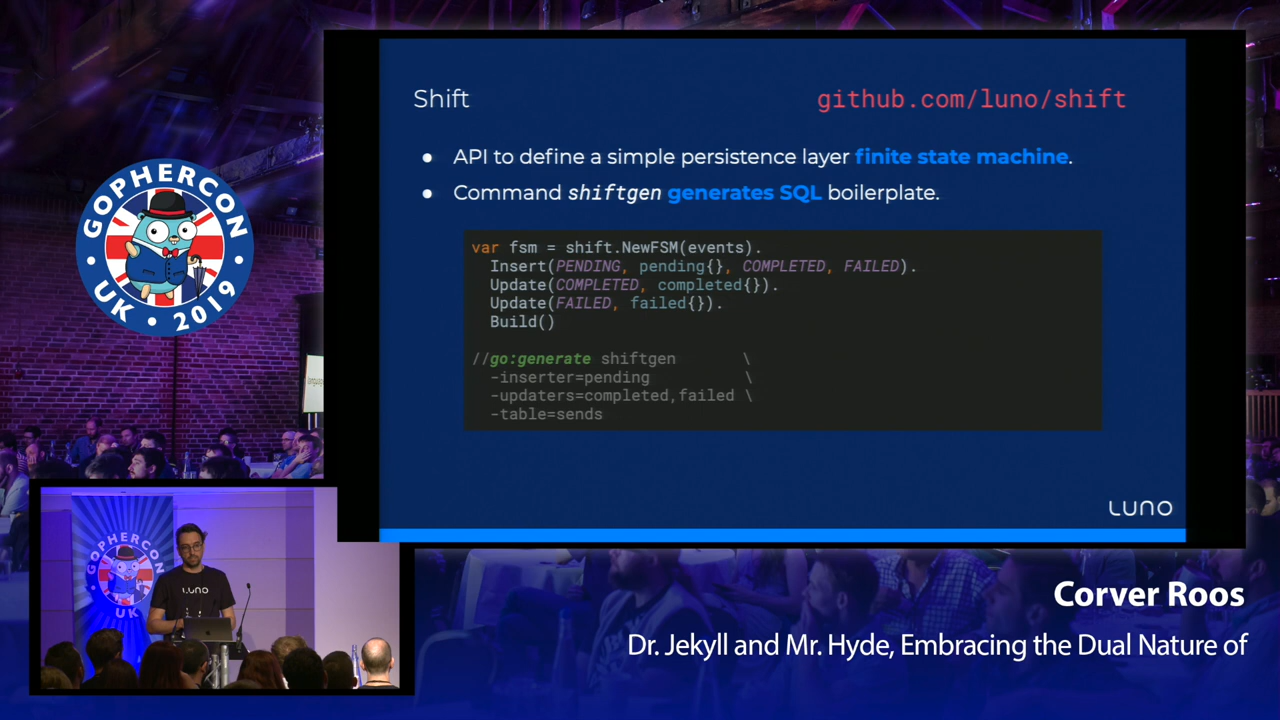 Shift
github.com/luno/shift
● API to define a simple persistence layer finite state machine.
● Command shiftgen generates SQL boilerplate.
var fsm = shift.NewFSM(events).
  Insert(PENDING, pending{}, COMPLETED, FAILED).
  Update(COMPLETED, completed{}).
  Update(FAILED, failed{}).
  Build()
//go:generate shiftgen \
  -inserter=pending \
  -updaters=completed,failed \
  -table=sends
LUNO
GOPHERCON
UK • 2019
GOPHERCON
UK
LUNO
Corver Roos
Dr. Jekyll and Mr. Hyde, Embracing the Dual Nature of